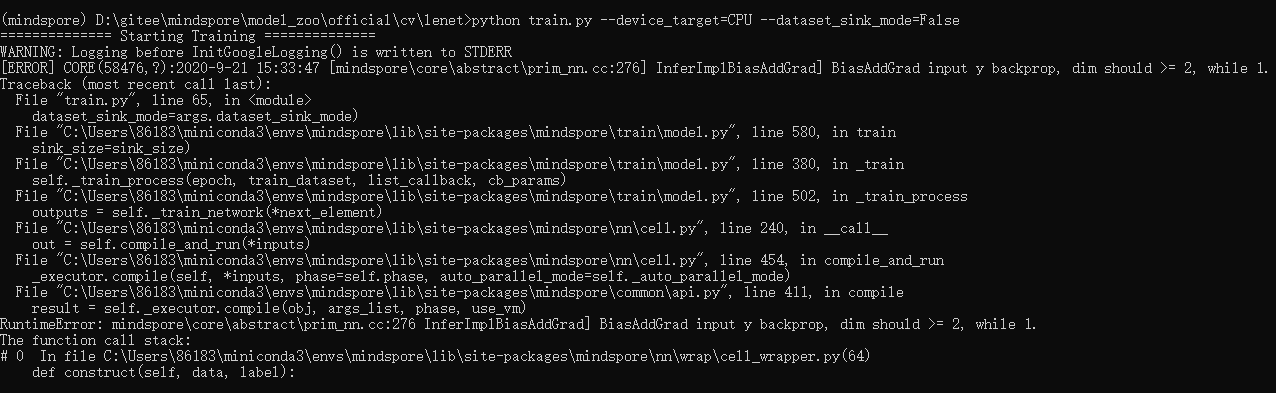 (mindspore) D:\gitee\mindspore\model_zoo\official\cv\lenet>python train.py --device_target=CPU --dataset_sink_mode=False
============== Starting Training ==============
WARNING: Logging before InitGoogleLogging() is written to STDERR
[ERROR] CORE(58476,?):2020-9-21 15:33:47 [mindspore\core\abstract\prim_nn.cc:276] InferImplBiasAddGrad] BiasAddGrad input y backprop, dim should >= 2, while 1.
Traceback (most recent call last):
  File "train.py", line 65, in <module>
    dataset_sink_mode=args.dataset_sink_mode)
  File "C:\Users\86183\miniconda3\envs\mindspore\lib\site-packages\mindspore\train\model.py", line 580, in train
    sink_size=sink_size)
  File "C:\Users\86183\miniconda3\envs\mindspore\lib\site-packages\mindspore\train\model.py", line 380, in _train
    self._train_process(epoch, train_dataset, list_callback, cb_params)
  File "C:\Users\86183\miniconda3\envs\mindspore\lib\site-packages\mindspore\train\model.py", line 502, in _train_process
    outputs = self._train_network(*next_element)
  File "C:\Users\86183\miniconda3\envs\mindspore\lib\site-packages\mindspore\nn\cell.py", line 240, in __call__
    out = self.compile_and_run(*inputs)
  File "C:\Users\86183\miniconda3\envs\mindspore\lib\site-packages\mindspore\nn\cell.py", line 454, in compile_and_run
    _executor.compile(self, *inputs, phase=self.phase, auto_parallel_mode=self._auto_parallel_mode)
  File "C:\Users\86183\miniconda3\envs\mindspore\lib\site-packages\mindspore\common\api.py", line 411, in compile
    result = self._executor.compile(obj, args_list, phase, use_vm)
RuntimeError: mindspore\core\abstract\prim_nn.cc:276 InferImplBiasAddGrad] BiasAddGrad input y backprop, dim should >= 2, while 1.
The function call stack:
# 0  In file C:\Users\86183\miniconda3\envs\mindspore\lib\site-packages\mindspore\nn\wrap\cell_wrapper.py(64)
    def construct(self, data, label):